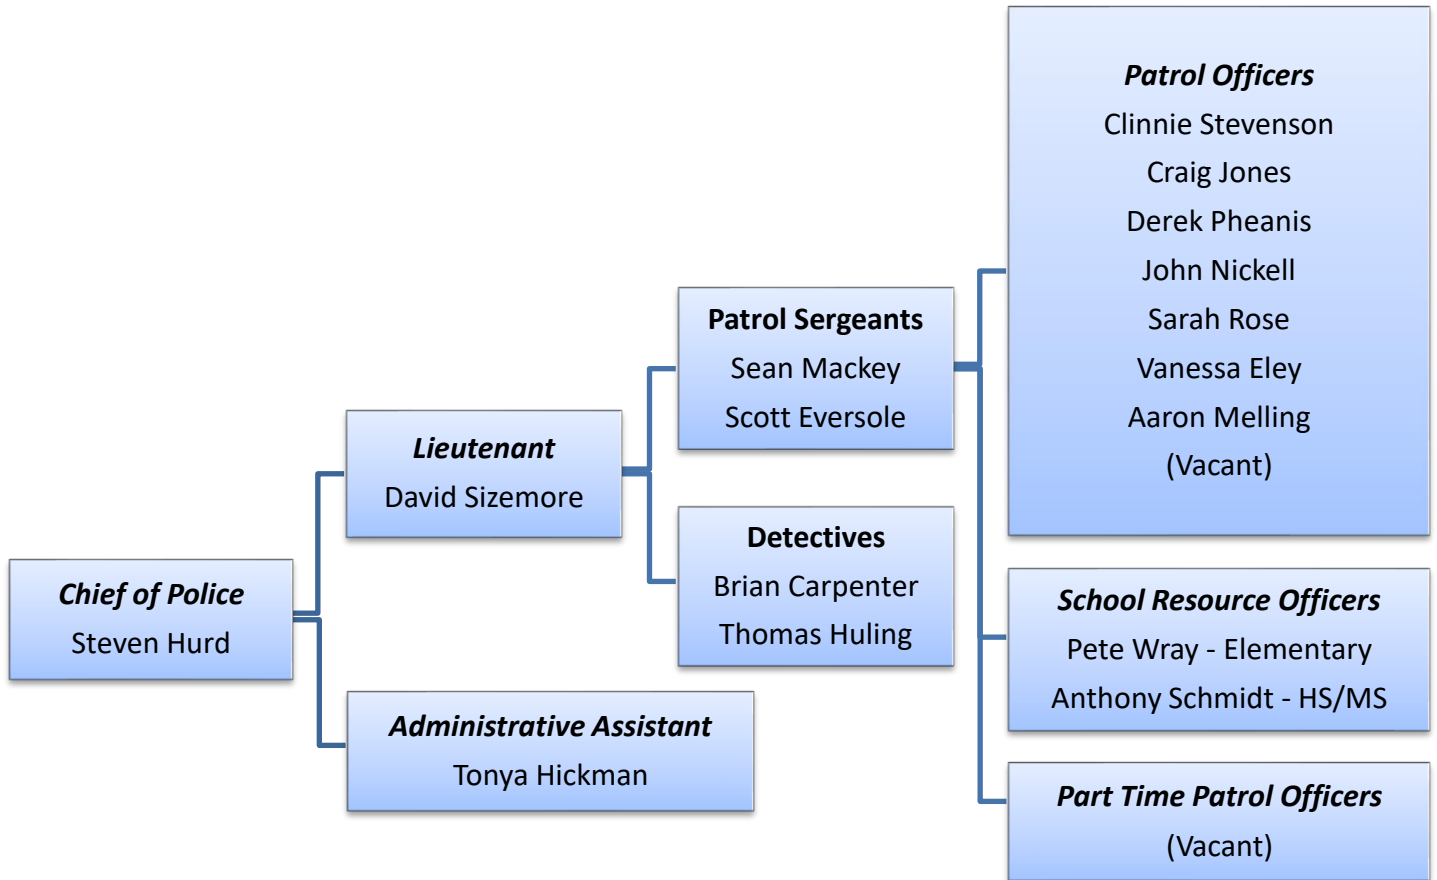 Chief of Police
Steven Hurd
Lieutenant
David Sizemore
Administrative Assistant
Tonya Hickman
Patrol Sergeants
Sean Mackey
Scott Eversole
Detectives
Brian Carpenter
Thomas Huling
Patrol Officers
Clinnie Stevenson
Craig Jones
Derek Pheanis
John Nickell
Sarah Rose
Vanessa Eley
Aaron Melling
(Vacant)
School Resource Officers
Pete Wray - Elementary
Anthony Schmidt - HS/MS
Part Time Patrol Officers
(Vacant)